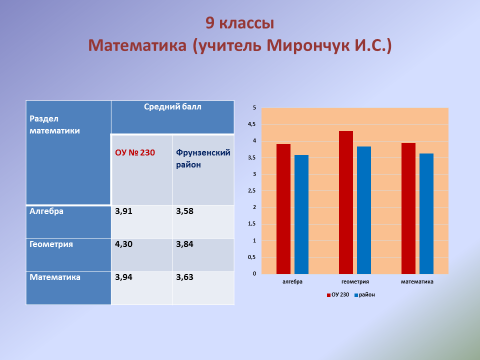 9 классы
Математика (учитель Мирончук И.С.)
Раздел
математики
Средний балл
ОУ № 230
Фрунзенский
район
Алгебра 3,91 3,58
Геометрия 4,30 3,84
Математика 3,94 3,63
5
4,5
4
3,5
3
2,5
2
1,5
1
0,5
0
алгебра геометрия математика
ОУ 230 район